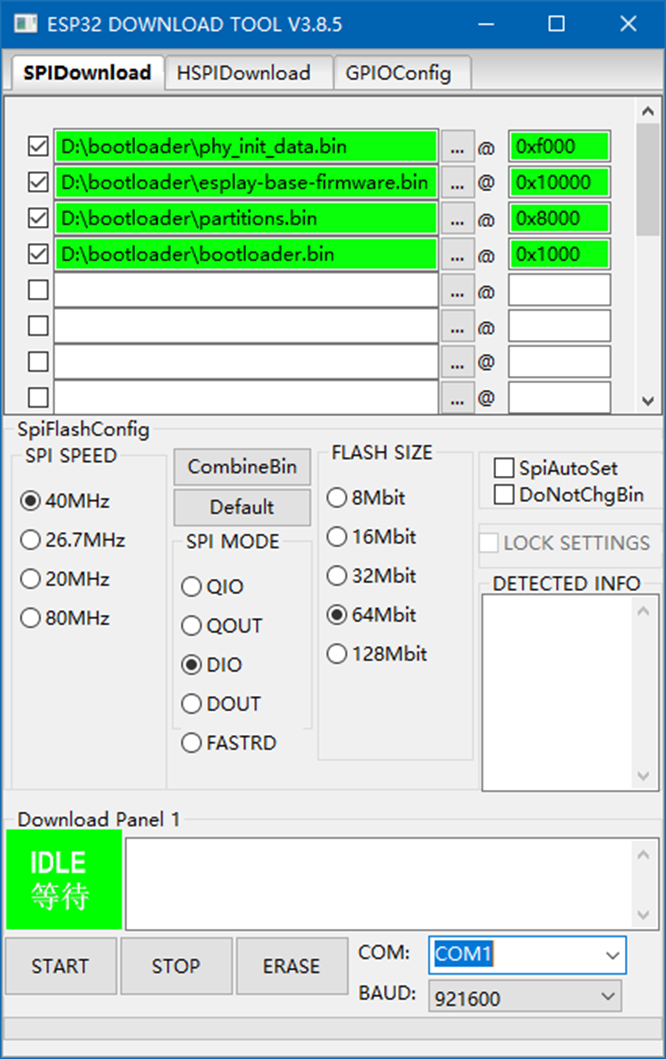 ESP32 DOWNLOAD TOOL V3.8.5
SPIDownload HSPIDownload GPIOConfig
D:\bootloader\phy_init_data.bin ... @ 0xf000
D:\bootloader\esplay-base-firmware.bin ... @ 0x10000
D:\bootloader\partitions.bin ... @ 0x8000
D:\bootloader\bootloader.bin ... @ 0x1000
... @
... @
... @
... @
SpiFlashConfig
SPI SPEED
40MHz
26.7MHz
20MHz
80MHz
CombineBin
Default
SPI MODE
QIO
QOUT
DIO
DOUT
FASTRD
FLASH SIZE
8Mbit
16Mbit
32Mbit
64Mbit
128Mbit
SpiAutoSet
DoNotChgBin
LOCK SETTINGS
DETECTED INFO
Download Panel 1
IDLE
等待
START STOP ERASE
COM: COM1
BAUD: 921600